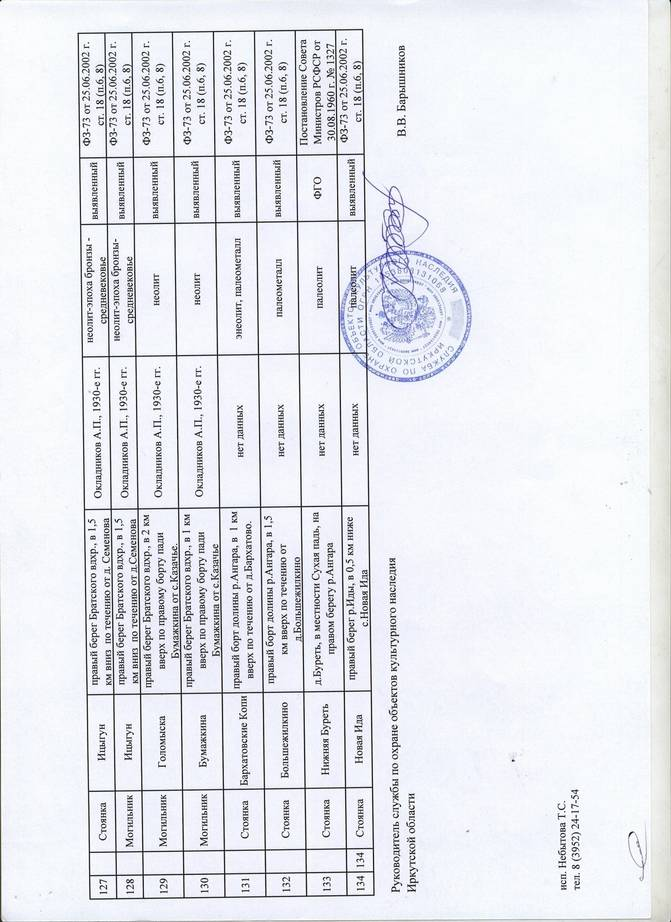 127 Стоянка Ицыгун правый берег Братского вдхр., в 1,5 Окладников А.П., 1930-е гг. неолит-эпоха бронзы - выявленный ФЗ-73 от 25.06.2002 г.
км вниз по течению от д. Семенова средневековье ст. 18 (п.6, 8)
128 Могильник Ицыгун правый берег Братского вдхр., в 1,5 Окладников А.П., 1930-е гг. неолит-эпоха бронзы- выявленный ФЗ-73 от 25.06.2002 г.
км вниз по течению от д.Семенова средневековье ст. 18 (п.6, 8)
129 Могильник Голомыска правый берег Братского вдхр., в 2 км Окладников А.П., 1930-е гг. неолит выявленный ФЗ-73 от 25.06.2002 г.
вверх по правому борту пади ст. 18 (п.6, 8)
Бумажкина от с.Казачье.
130 Могильник Бумажкина правый берег Братского вдхр., в 1 км Окладников А.П., 1930-е гг. неолит выявленный ФЗ-73 от 25.06.2002 г.
вверх по правому борту пади ст. 18 (п.6, 8)
Бумажкина от с.Казачье
131 Стоянка Бархатовские Копи правый борт долины р.Ангара, в 1 км нет данных энеолит, палеометалл выявленный ФЗ-73 от 25.06.2002 г.
вверх по течению от д.Бархатово. ст. 18 (п.6, 8)
132 Стоянка Большежилкино правый борт долины р.Ангара, в 1,5 нет данных палеометалл выявленный ФЗ-73 от 25.06.2002 г.
км вверх по течению от ст. 18 (п.6, 8)
д.Большежилкино
133 Стоянка Нижняя Буреть д.Буреть, в местности Сухая падь, на нет данных палеолит ФГО Постановление Совета
правом берегу р.Ангара Министров РСФСР от
30.08.1960 г. № 1327
134 134 Стоянка Новая Ида правый берег р.Иды, в 0,5 км ниже нет данных палеолит выявленный ФЗ-73 от 25.06.2002 г.
с.Новая Ида ст. 18 (п.6, 8)
Руководитель службы по охране объектов культурного наследия
Иркутской области В.В. Барышников
СЛУЖБА ПО ОХРАНЕ ОБЪЕКТОВ КУЛЬТУРНОГО НАСЛЕДИЯ
ИРКУТСКОЙ ОБЛАСТИ
исп. Небытова Т.С.
тел. 8 (3952) 24-17-54